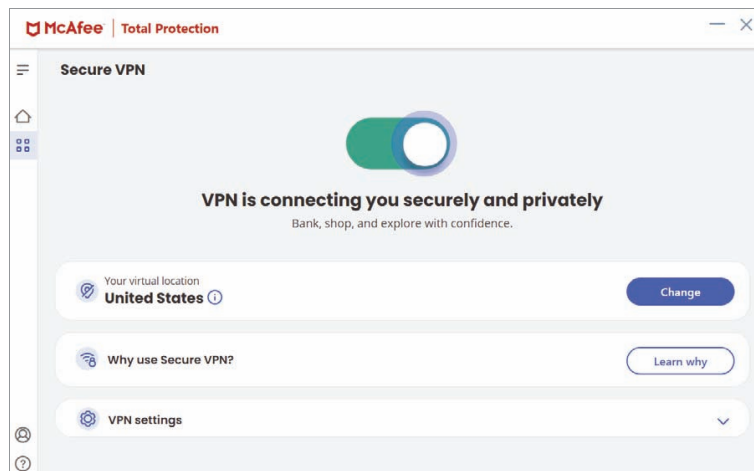 McAfee | Total Protection
Secure VPN
VPN is connecting you securely and privately
Bank, shop, and explore with confidence.
Your virtual location
United States
Change
Why use Secure VPN?
Learn why
VPN settings